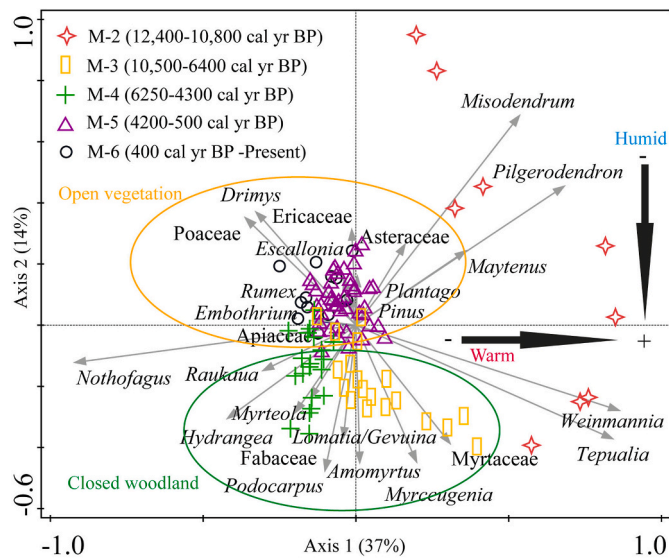 1.0
M-2 (12,400-10,800 cal yr BP)
M-3 (10,500-6400 cal yr BP)
M-4 (6250-4300 cal yr BP)
M-5 (4200-500 cal yr BP)
M-6 (400 cal yr BP -Present)
Misodendrum
Humid
-
Pilgerodendron
Open vegetation
Drimys
Ericaceae
Poaceae
Asteraceae
Escallonia
Maytenus
Rumex
Plantago
Embothrium
Pinus
Apiaceae
- Warm +
Nothofagus
Raukaua
Myrteola
Weinmannia
Hydrangea
Lomatia/Gevuina
Fabaceae
Myrtaceae
Tepualia
Amomyrtus
Closed woodland
Podocarpus
Myrceugenia
Axis 2 (14%)
-0.6
-1.0
Axis 1 (37%)
1.0